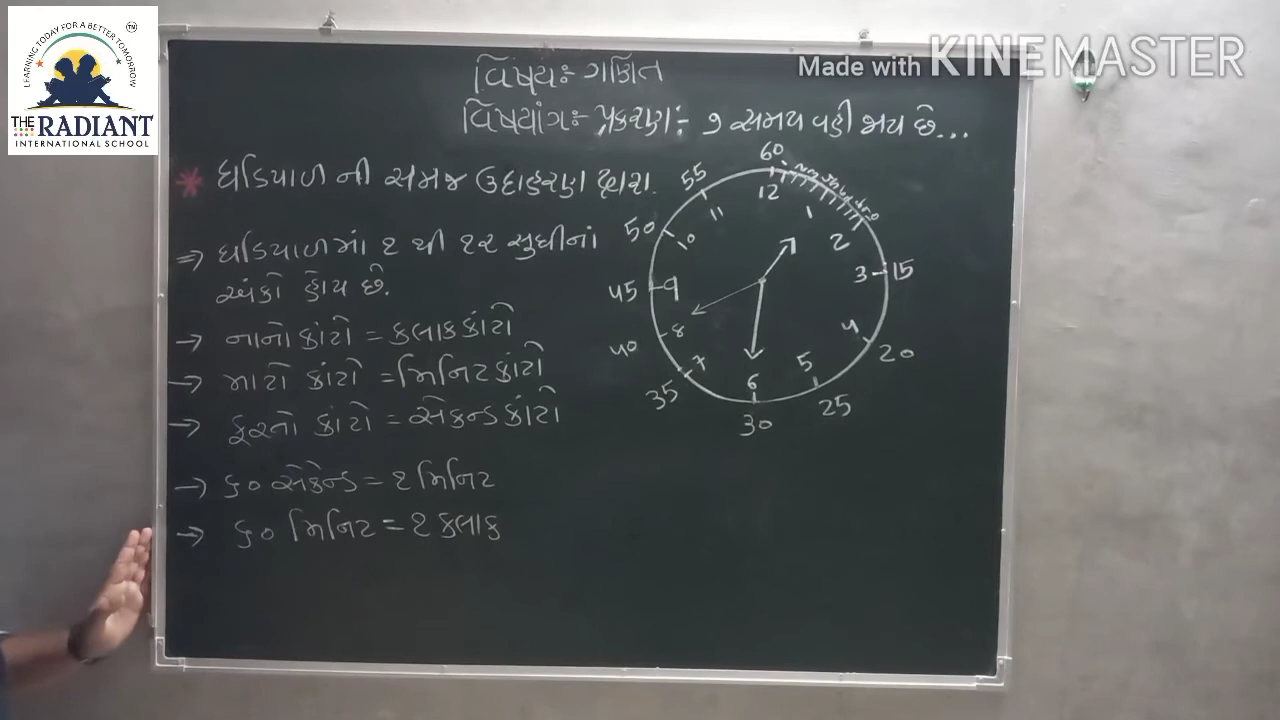 LEARNING TODAY FOR A BETTER TOMORROW
TM
THE RADIANT
INTERNATIONAL SCHOOL
Made with KINEMASTER
વિષય:- ગણિત
વિષયાંગ:- પ્રકરણ:- ૭ સમય વહી જાય છે...
* ઘડિયાળ ની સમજ ઉદાહરણ દ્વારા.
⇒ ઘડિયાળમાં ૧ થી ૧૨ સુધીનાં
અંકો હોય છે.
→ નાનો કાંટો = કલાક કાંટો
→ મોટો કાંટો = મિનિટ કાંટો
→ ફરતો કાંટો = સેકન્ડ કાંટો
→ ૬૦ સેકેન્ડ = ૧ મિનિટ
→ ૬૦ મિનિટ = ૧ કલાક
60
55
50
45
40
35
30
25
20
15
12
11
10
9
8
7
6
5
4
3
2
1